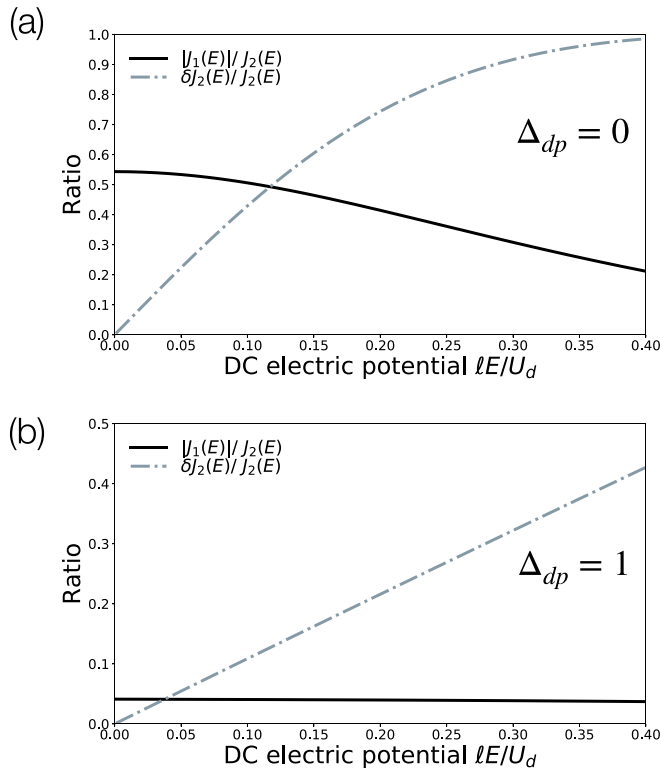 (a)
1.0
0.9
0.8
0.7
0.6
0.5
0.4
0.3
0.2
0.1
0.0
Ratio
|J₁(E)|/J₂(E)
δJ₂(E)/J₂(E)
Δ_dp = 0
0.00 0.05 0.10 0.15 0.20 0.25 0.30 0.35 0.40
DC electric potential ℓE/U_d
(b)
0.5
0.4
0.3
0.2
0.1
0.0
Ratio
|J₁(E)|/J₂(E)
δJ₂(E)/J₂(E)
Δ_dp = 1
0.00 0.05 0.10 0.15 0.20 0.25 0.30 0.35 0.40
DC electric potential ℓE/U_d